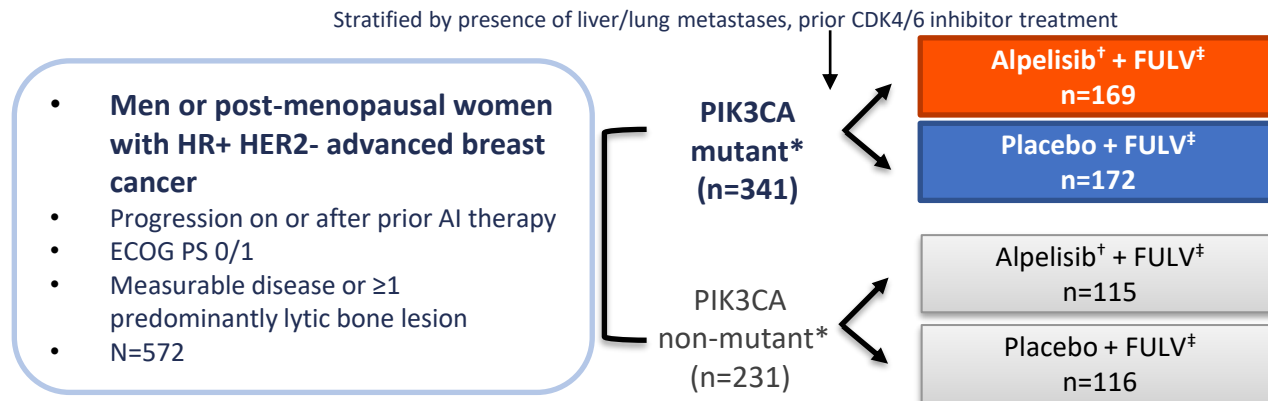 Stratified by presence of liver/lung metastases, prior CDK4/6 inhibitor treatment
• Men or post-menopausal women
with HR+ HER2- advanced breast
cancer
• Progression on or after prior AI therapy
• ECOG PS 0/1
• Measurable disease or ≥1
predominantly lytic bone lesion
• N=572
PIK3CA
mutant*
(n=341)
Alpelisib† + FULV‡
n=169
Placebo + FULV‡
n=172
PIK3CA
non-mutant*
(n=231)
Alpelisib† + FULV‡
n=115
Placebo + FULV‡
n=116